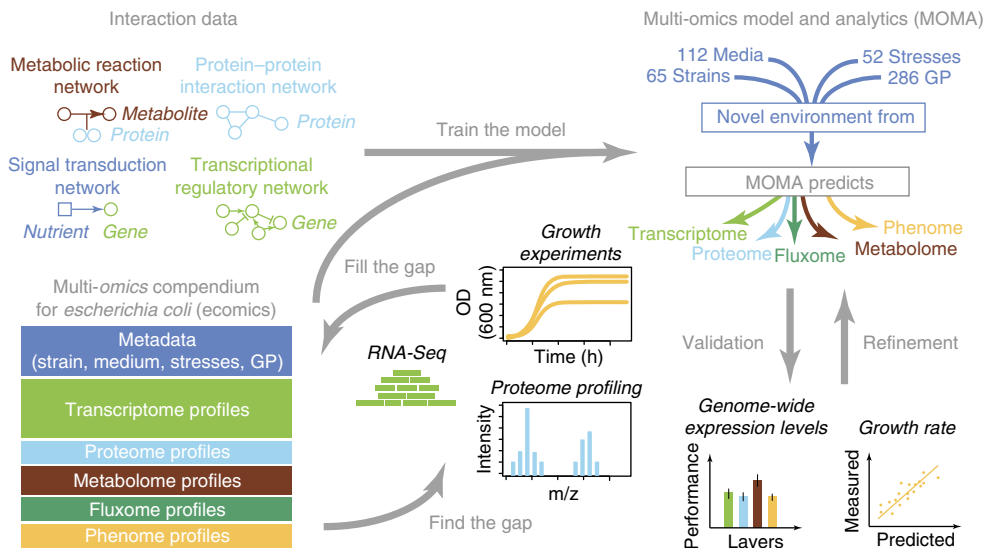 Interaction data
Metabolic reaction
network
Metabolite
Protein
Protein–protein
interaction network
Protein
Signal transduction
network
Nutrient
Gene
Transcriptional
regulatory network
Gene
Multi-omics compendium
for escherichia coli (ecomics)
Metadata
(strain, medium, stresses, GP)
Transcriptome profiles
Proteome profiles
Metabolome profiles
Fluxome profiles
Phenome profiles
Train the model
Fill the gap
Growth
experiments
OD
(600 nm)
Time (h)
RNA-Seq
Proteome profiling
Intensity
m/z
Find the gap
Multi-omics model and analytics (MOMA)
112 Media
52 Stresses
65 Strains
286 GP
Novel environment from
MOMA predicts
Transcriptome
Proteome
Fluxome
Metabolome
Phenome
Validation
Refinement
Genome-wide
expression levels
Performance
Layers
Growth rate
Measured
Predicted